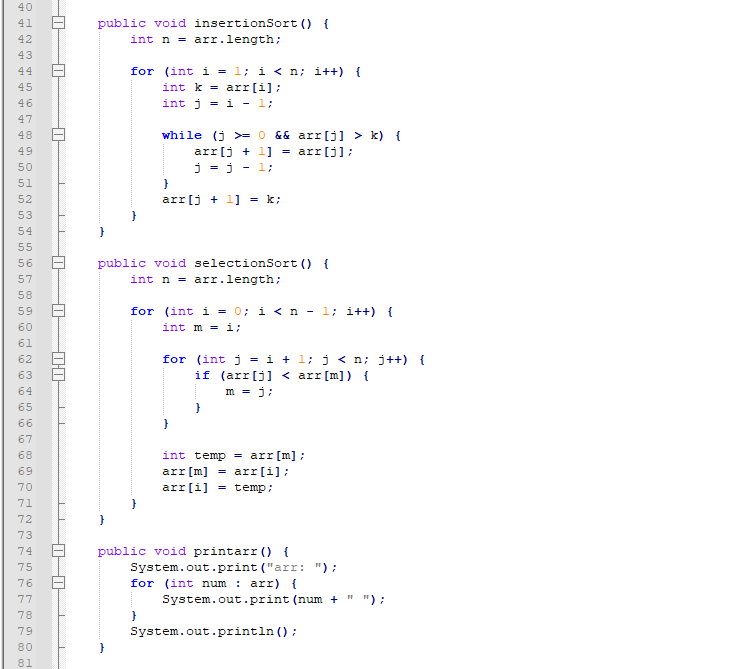 40
41 public void insertionSort() {
42 int n = arr.length;
43
44 for (int i = 1; i < n; i++) {
45 int k = arr[i];
46 int j = i - 1;
47
48 while (j >= 0 && arr[j] > k) {
49 arr[j + 1] = arr[j];
50 j = j - 1;
51 }
52 arr[j + 1] = k;
53 }
54 }
55
56 public void selectionSort() {
57 int n = arr.length;
58
59 for (int i = 0; i < n - 1; i++) {
60 int m = i;
61
62 for (int j = i + 1; j < n; j++) {
63 if (arr[j] < arr[m]) {
64 m = j;
65 }
66 }
67
68 int temp = arr[m];
69 arr[m] = arr[i];
70 arr[i] = temp;
71 }
72 }
73
74 public void printarr() {
75 System.out.print("arr: ");
76 for (int num : arr) {
77 System.out.print(num + " ");
78 }
79 System.out.println();
80 }
81